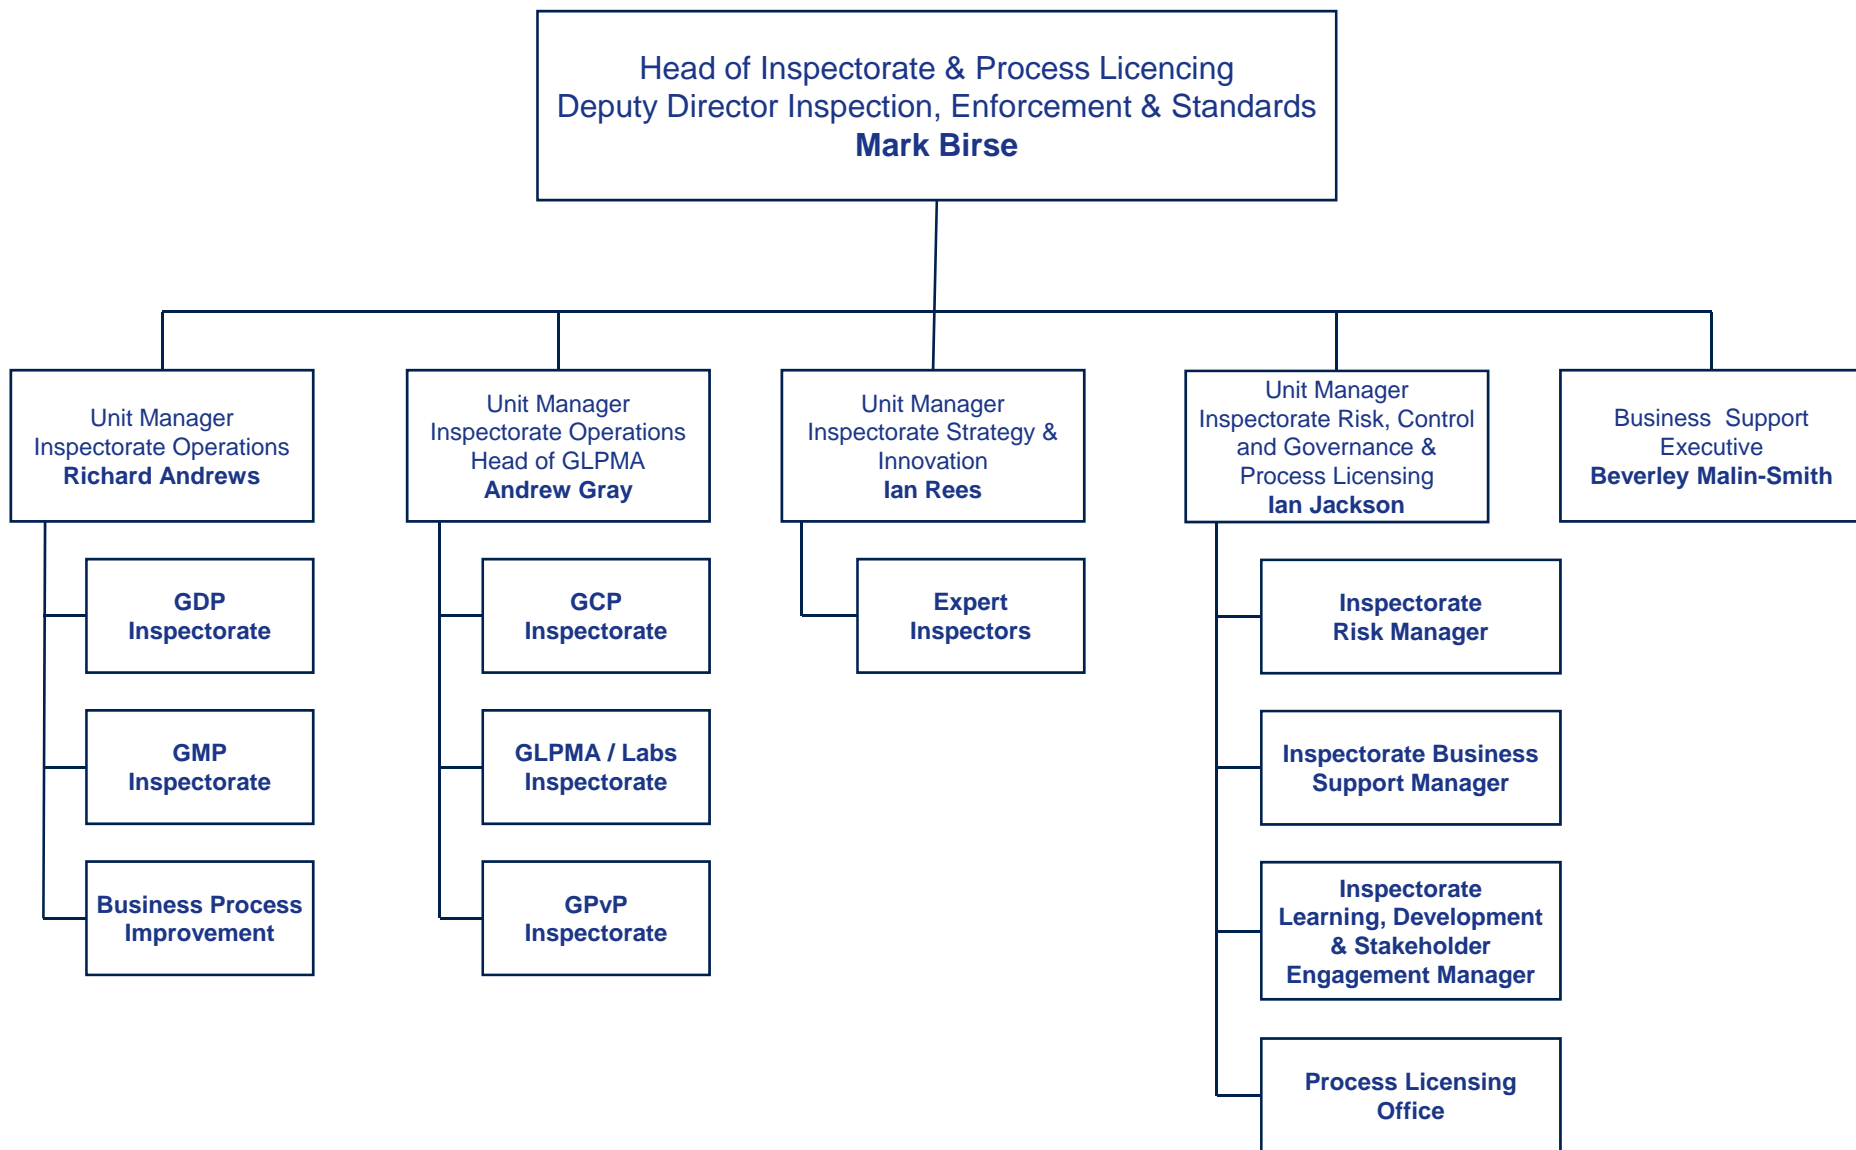 Head of Inspectorate & Process Licencing
Deputy Director Inspection, Enforcement & Standards
Mark Birse
Unit Manager
Inspectorate Operations
Richard Andrews
Unit Manager
Inspectorate Operations
Head of GLPMA
Andrew Gray
Unit Manager
Inspectorate Strategy &
Innovation
Ian Rees
Unit Manager
Inspectorate Risk, Control
and Governance &
Process Licensing
Ian Jackson
Business Support
Executive
Beverley Malin-Smith
GDP
Inspectorate
GMP
Inspectorate
Business Process
Improvement
GCP
Inspectorate
GLPMA / Labs
Inspectorate
GPvP
Inspectorate
Expert
Inspectors
Inspectorate
Risk Manager
Inspectorate Business
Support Manager
Inspectorate
Learning, Development
& Stakeholder
Engagement Manager
Process Licensing
Office